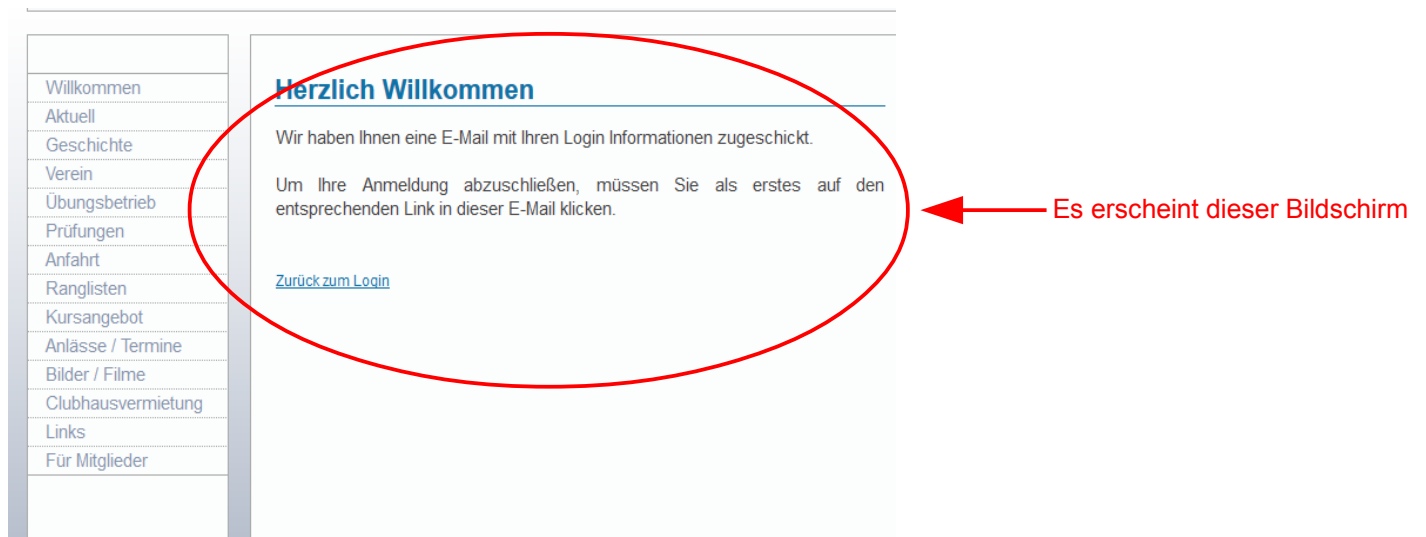 Willkommen
Aktuell
Geschichte
Verein
Übungsbetrieb
Prüfungen
Anfahrt
Ranglisten
Kursangebot
Anlässe / Termine
Bilder / Filme
Clubhausvermietung
Links
Für Mitglieder
Herzlich Willkommen
Wir haben Ihnen eine E-Mail mit Ihren Login Informationen zugeschickt.
Um Ihre Anmeldung abzuschließen, müssen Sie als erstes auf den
entsprechenden Link in dieser E-Mail klicken.
Zurück zum Login
Es erscheint dieser Bildschirm